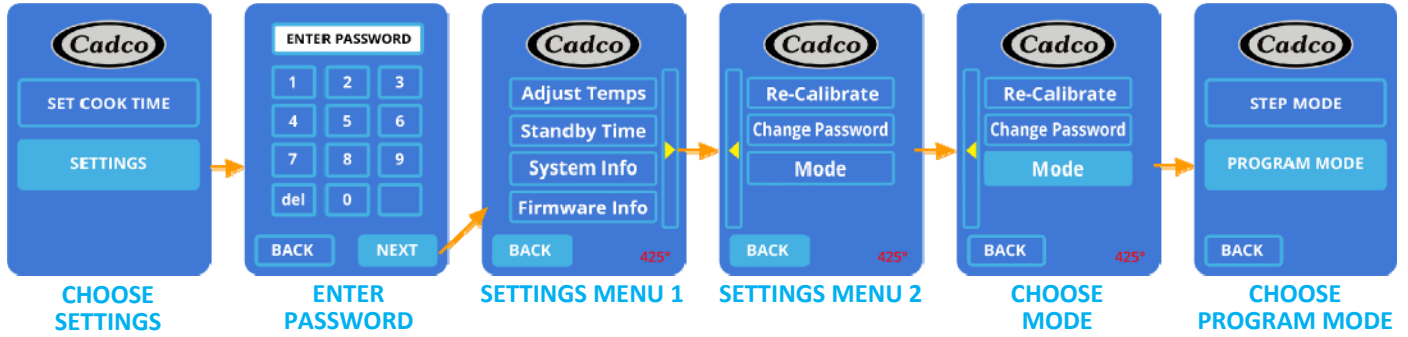 Cadco
SET COOK TIME
SETTINGS
CHOOSE
SETTINGS
ENTER PASSWORD
1 2 3
4 5 6
7 8 9
del 0
BACK NEXT
ENTER
PASSWORD
Cadco
Adjust Temps
Standby Time
System Info
Firmware Info
BACK 425°
SETTINGS MENU 1
Cadco
Re-Calibrate
Change Password
Mode
BACK 425°
SETTINGS MENU 2
Cadco
Re-Calibrate
Change Password
Mode
BACK 425°
CHOOSE
MODE
Cadco
STEP MODE
PROGRAM MODE
BACK
CHOOSE
PROGRAM MODE